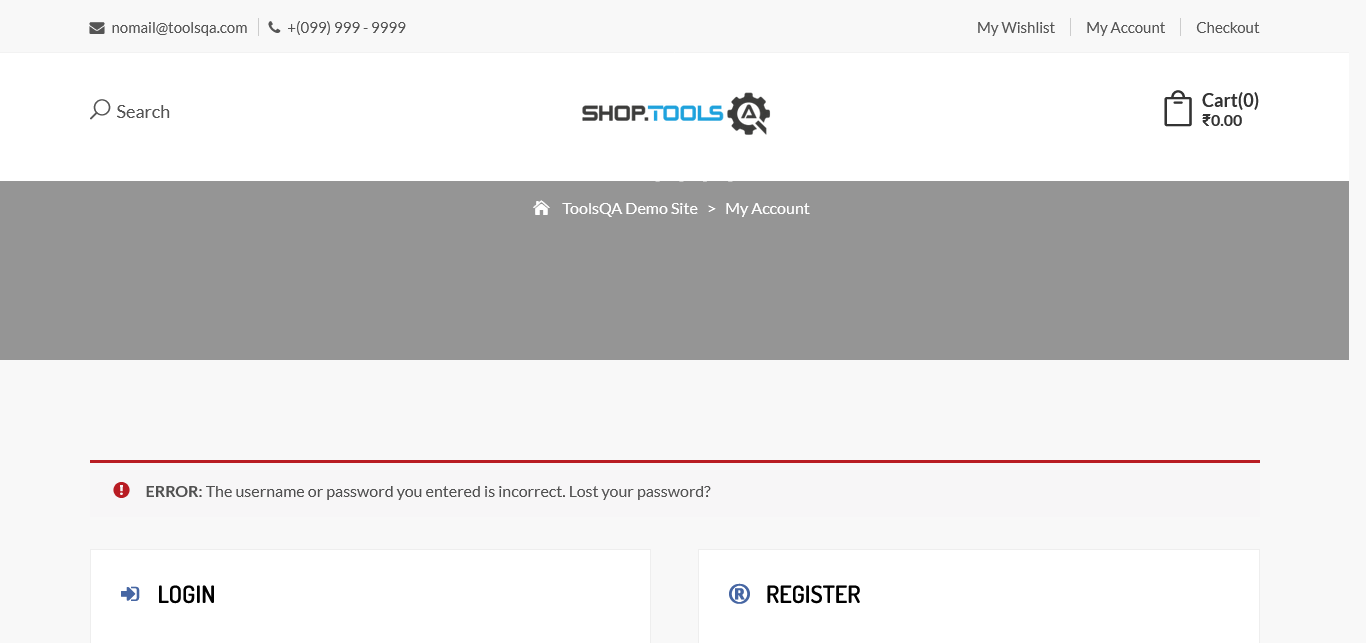 nomail@toolsqa.com +(099) 999 - 9999 My Wishlist My Account Checkout
Search
SHOP.TOOLS QA
Cart(0)
₹0.00
ToolsQA Demo Site > My Account
ERROR: The username or password you entered is incorrect. Lost your password?
LOGIN
® REGISTER